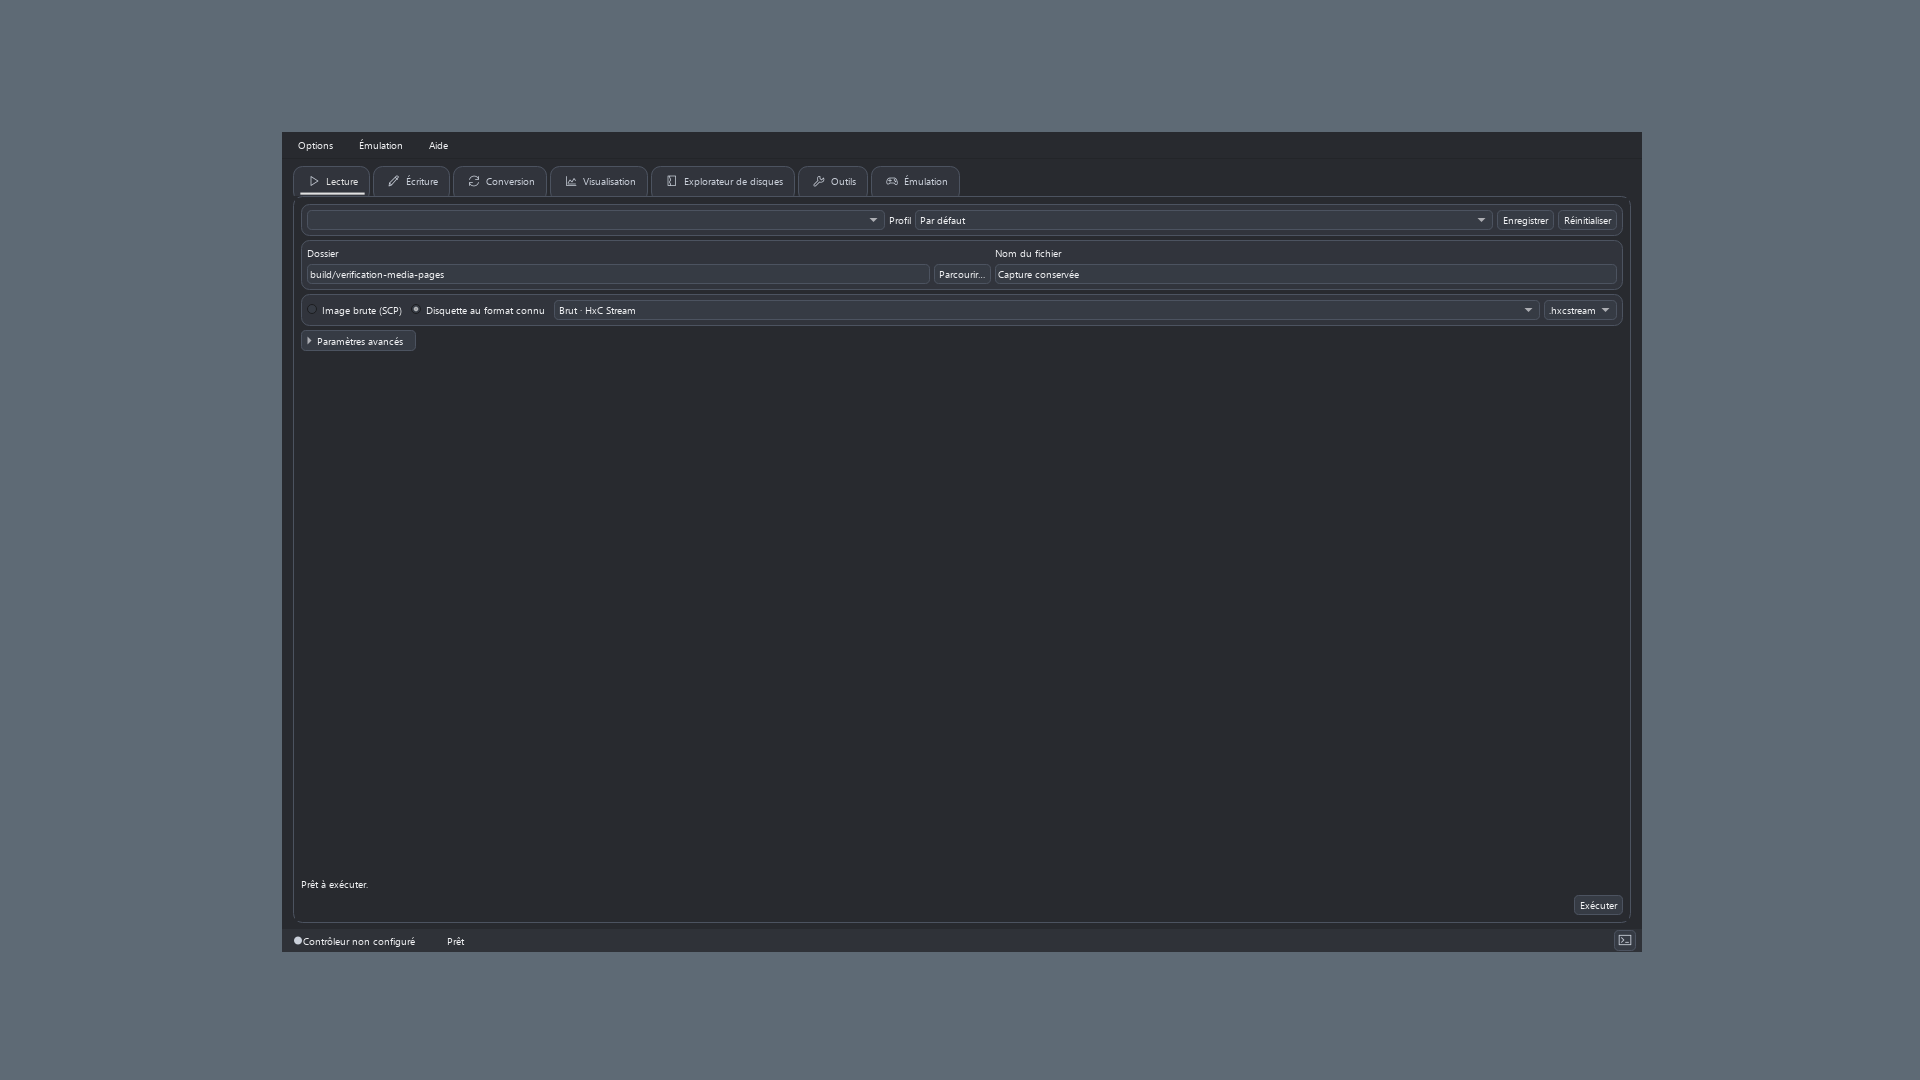 Options Émulation Aide
Lecture Écriture Conversion Visualisation Explorateur de disques Outils Émulation
Profil Par défaut Enregistrer Réinitialiser
Dossier Nom du fichier
build/verification-media-pages Parcourir... Capture conservée
Image brute (SCP) Disquette au format connu Brut · HxC Stream .hxcstream
Paramètres avancés
Prêt à exécuter.
Exécuter
Contrôleur non configuré Prêt